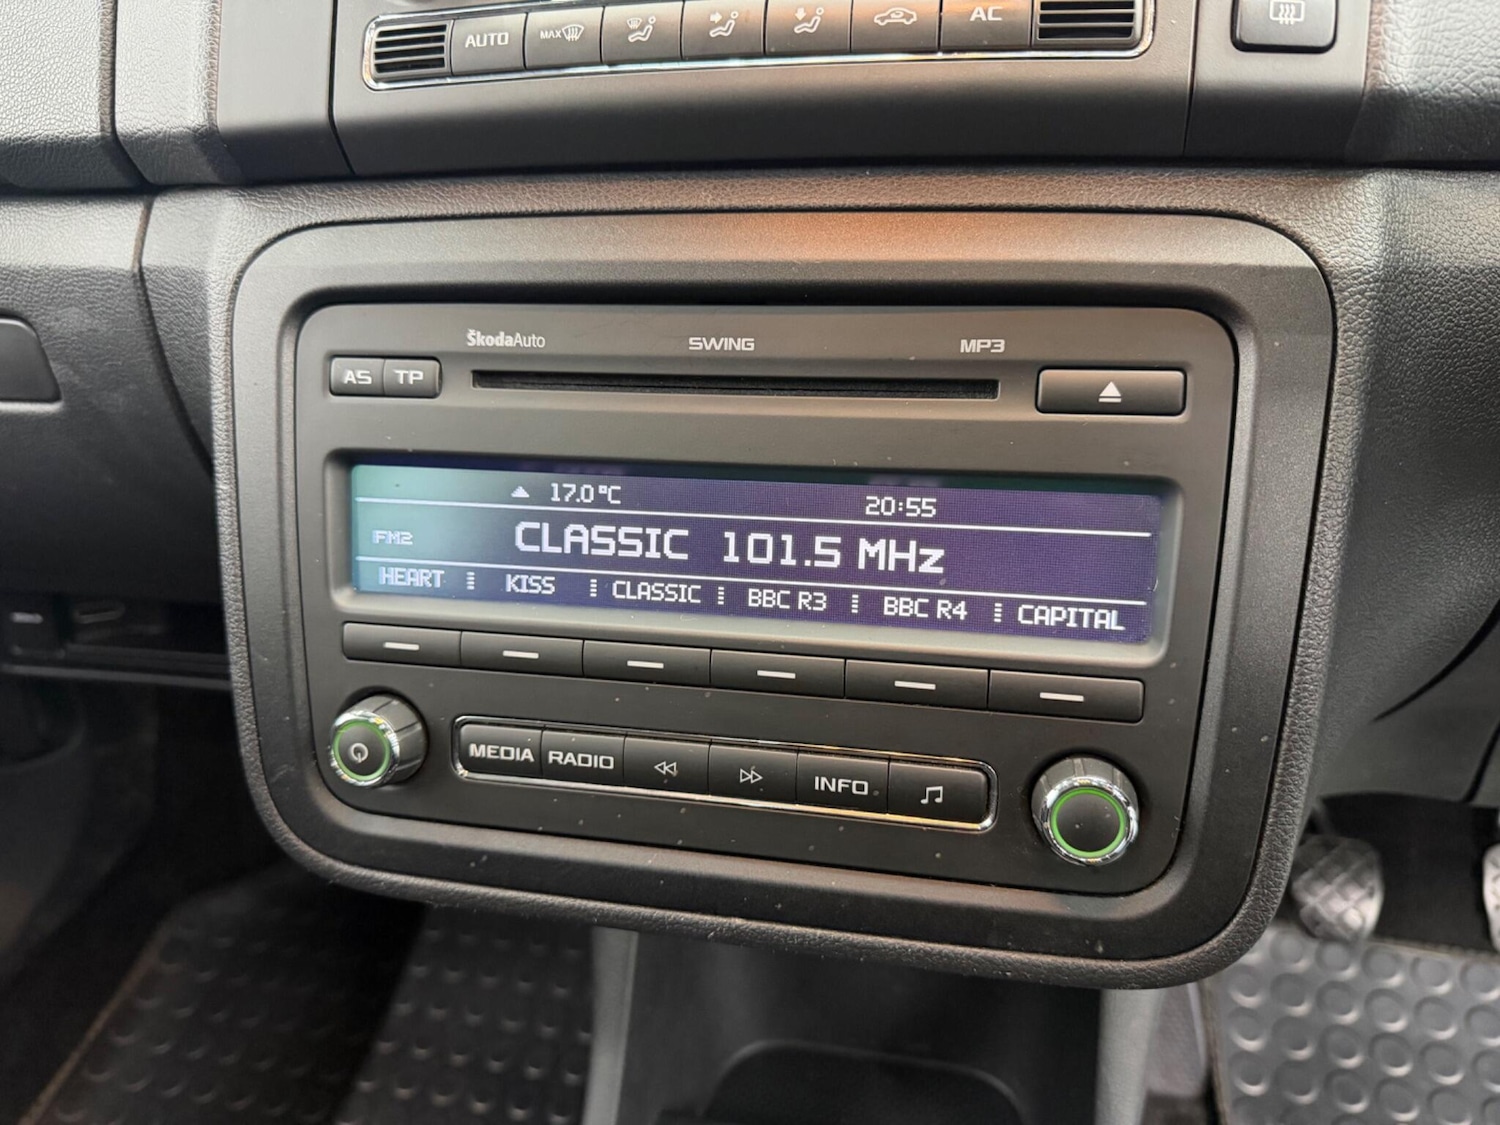 AUTO MAX AC
ŠkodaAuto SWING MP3
AS TP
17.0°C 20:55
FM2 CLASSIC 101.5 MHz
HEART KISS CLASSIC BBC R3 BBC R4 CAPITAL
MEDIA RADIO INFO